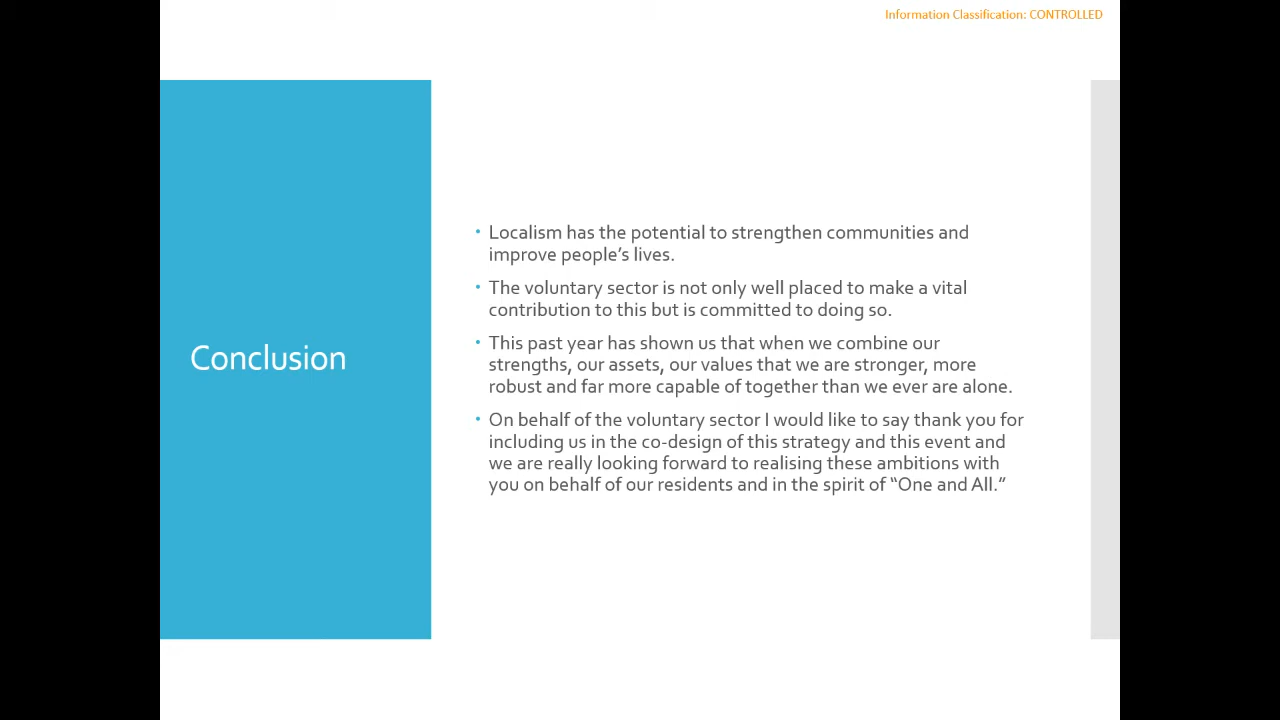 Information Classification: CONTROLLED
Conclusion
• Localism has the potential to strengthen communities and
improve people’s lives.
• The voluntary sector is not only well placed to make a vital
contribution to this but is committed to doing so.
• This past year has shown us that when we combine our
strengths, our assets, our values that we are stronger, more
robust and far more capable of together than we ever are alone.
• On behalf of the voluntary sector I would like to say thank you for
including us in the co-design of this strategy and this event and
we are really looking forward to realising these ambitions with
you on behalf of our residents and in the spirit of “One and All.”